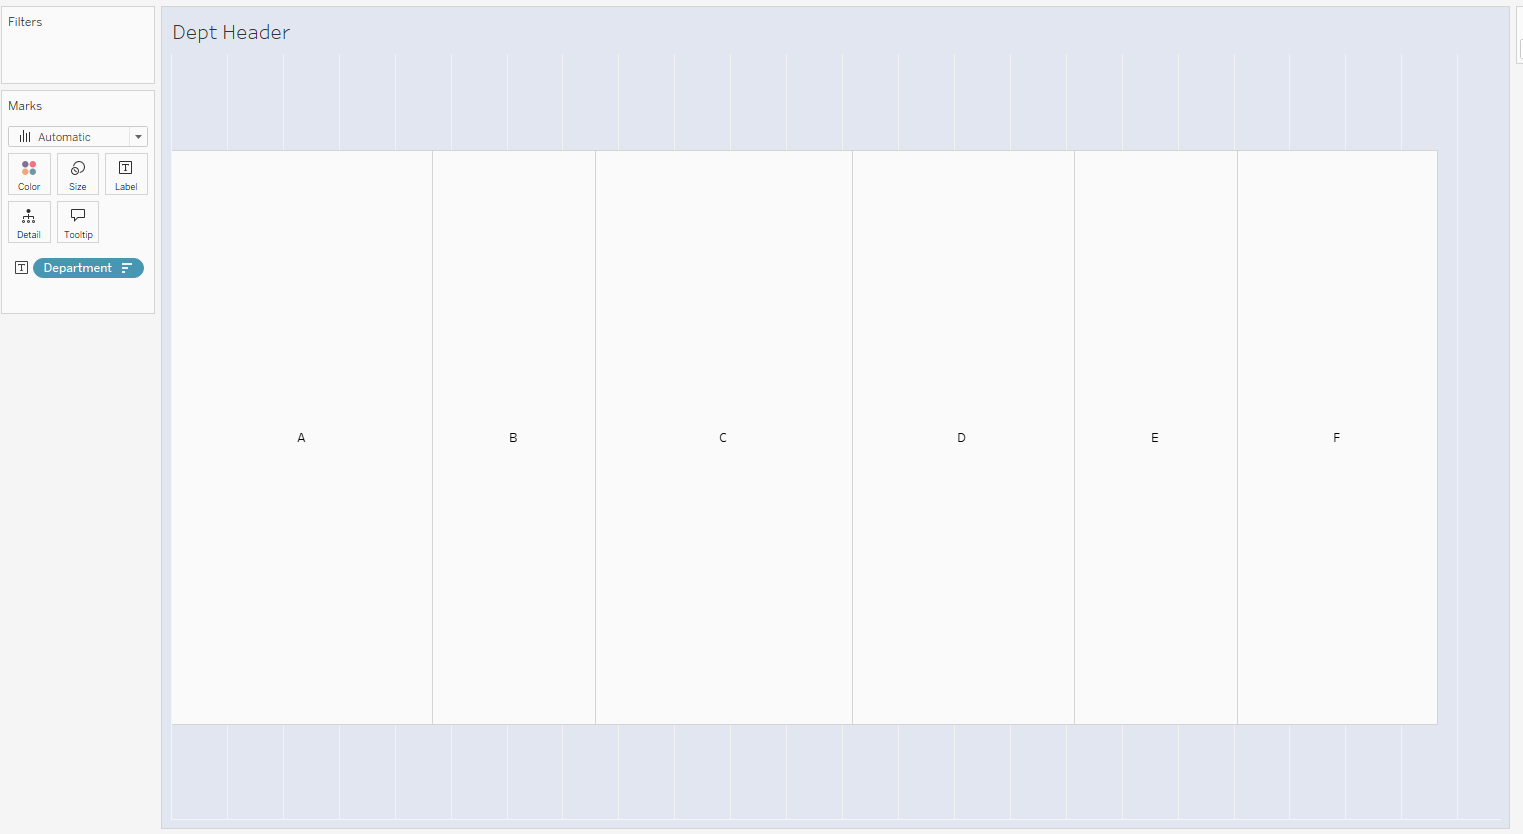 Filters
Dept Header
Marks
Automatic
Color Size Label
Detail Tooltip
Department
A B C D E F